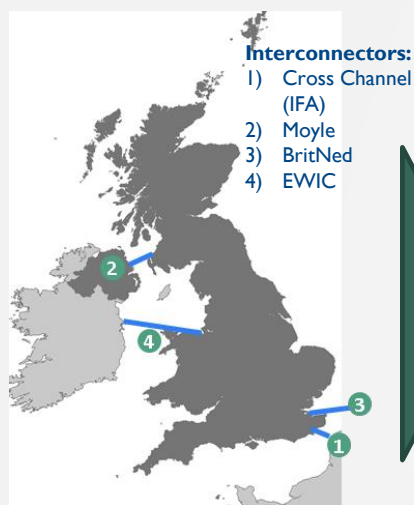 Interconnectors:
1) Cross Channel
(IFA)
2) Moyle
3) BritNed
4) EWIC
2
4
3
1